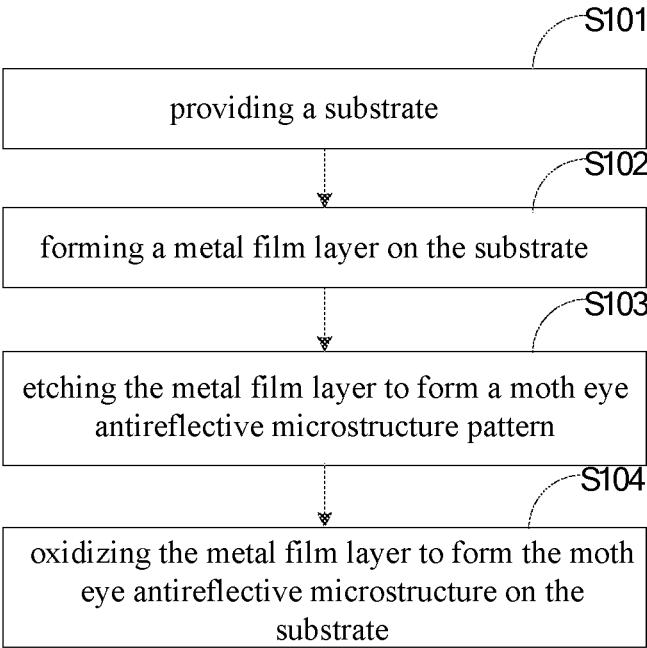 S101
providing a substrate
S102
forming a metal film layer on the substrate
S103
etching the metal film layer to form a moth eye
antireflective microstructure pattern
S104
oxidizing the metal film layer to form the moth
eye antireflective microstructure on the
substrate